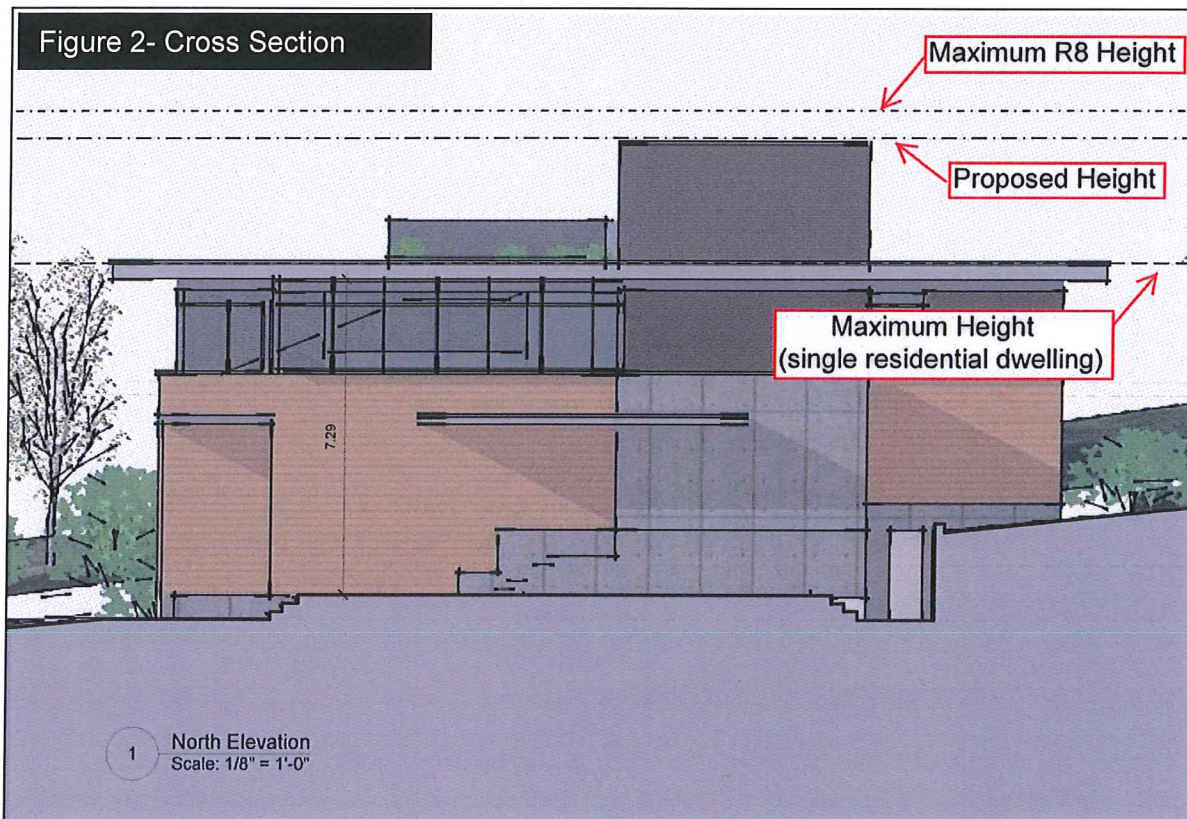 Figure 2- Cross Section
Maximum R8 Height
Proposed Height
Maximum Height
(single residential dwelling)
7.29
1
North Elevation
Scale: 1/8" = 1'-0"